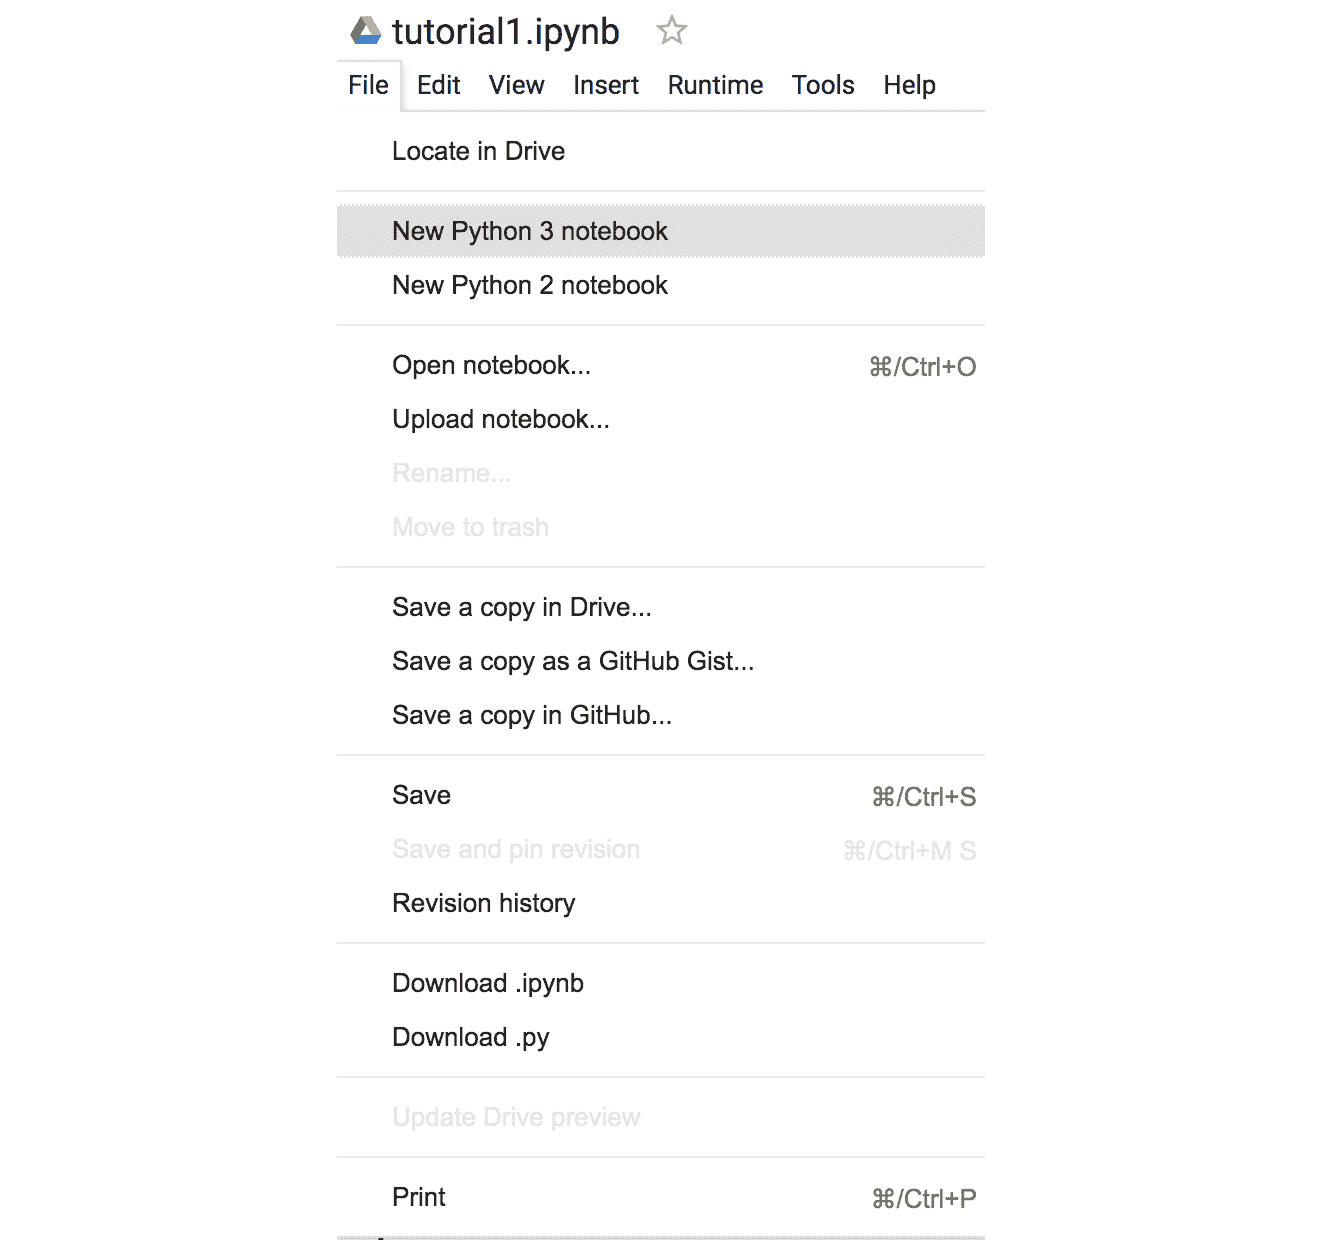 tutorial1.ipynb
File Edit View Insert Runtime Tools Help
Locate in Drive
New Python 3 notebook
New Python 2 notebook
Open notebook... ⌘/Ctrl+O
Upload notebook...
Rename...
Move to trash
Save a copy in Drive...
Save a copy as a GitHub Gist...
Save a copy in GitHub...
Save ⌘/Ctrl+S
Save and pin revision ⌘/Ctrl+M S
Revision history
Download .ipynb
Download .py
Update Drive preview
Print ⌘/Ctrl+P